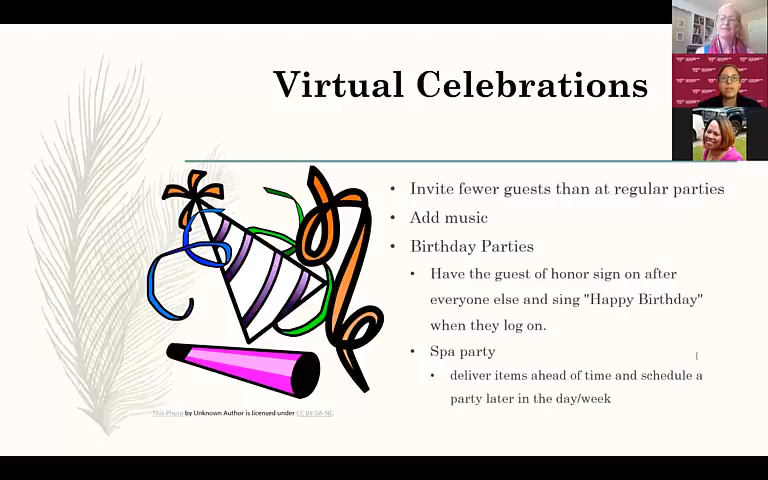 Virtual Celebrations
• Invite fewer guests than at regular parties
• Add music
• Birthday Parties
• Have the guest of honor sign on after
everyone else and sing "Happy Birthday"
when they log on.
• Spa party
• deliver items ahead of time and schedule a
party later in the day/week
This Photo by Unknown Author is licensed under CC BY-SA-NC